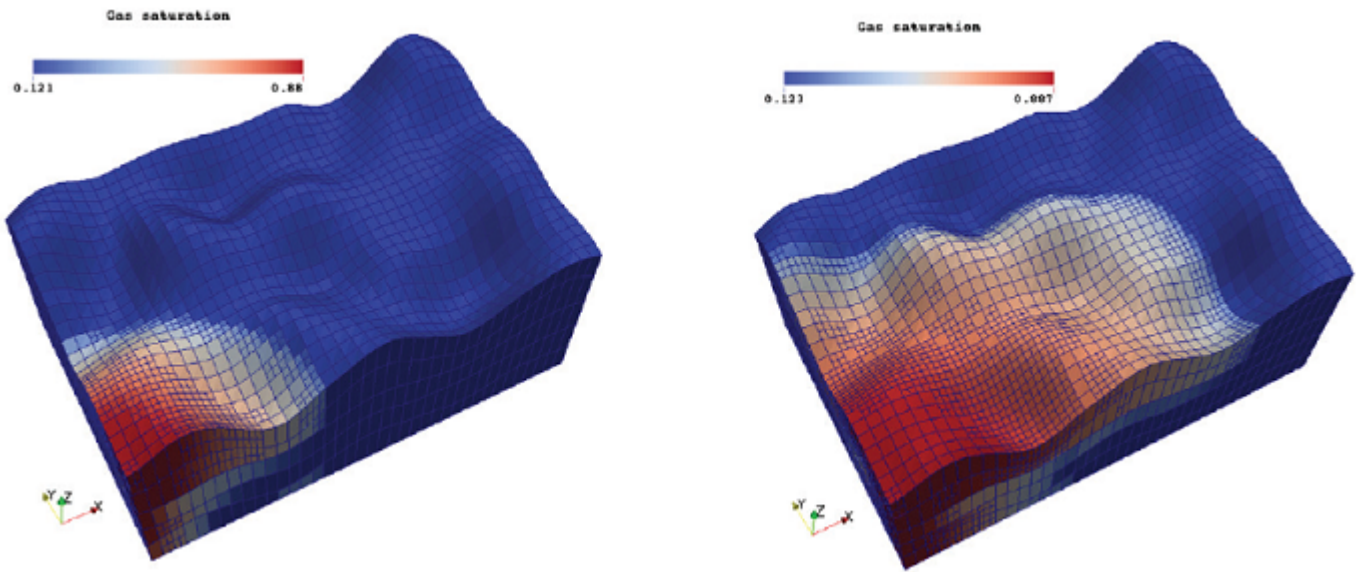 Gas saturation
0.121 0.88
Y Z X
Gas saturation
0.123 0.887
Y Z X